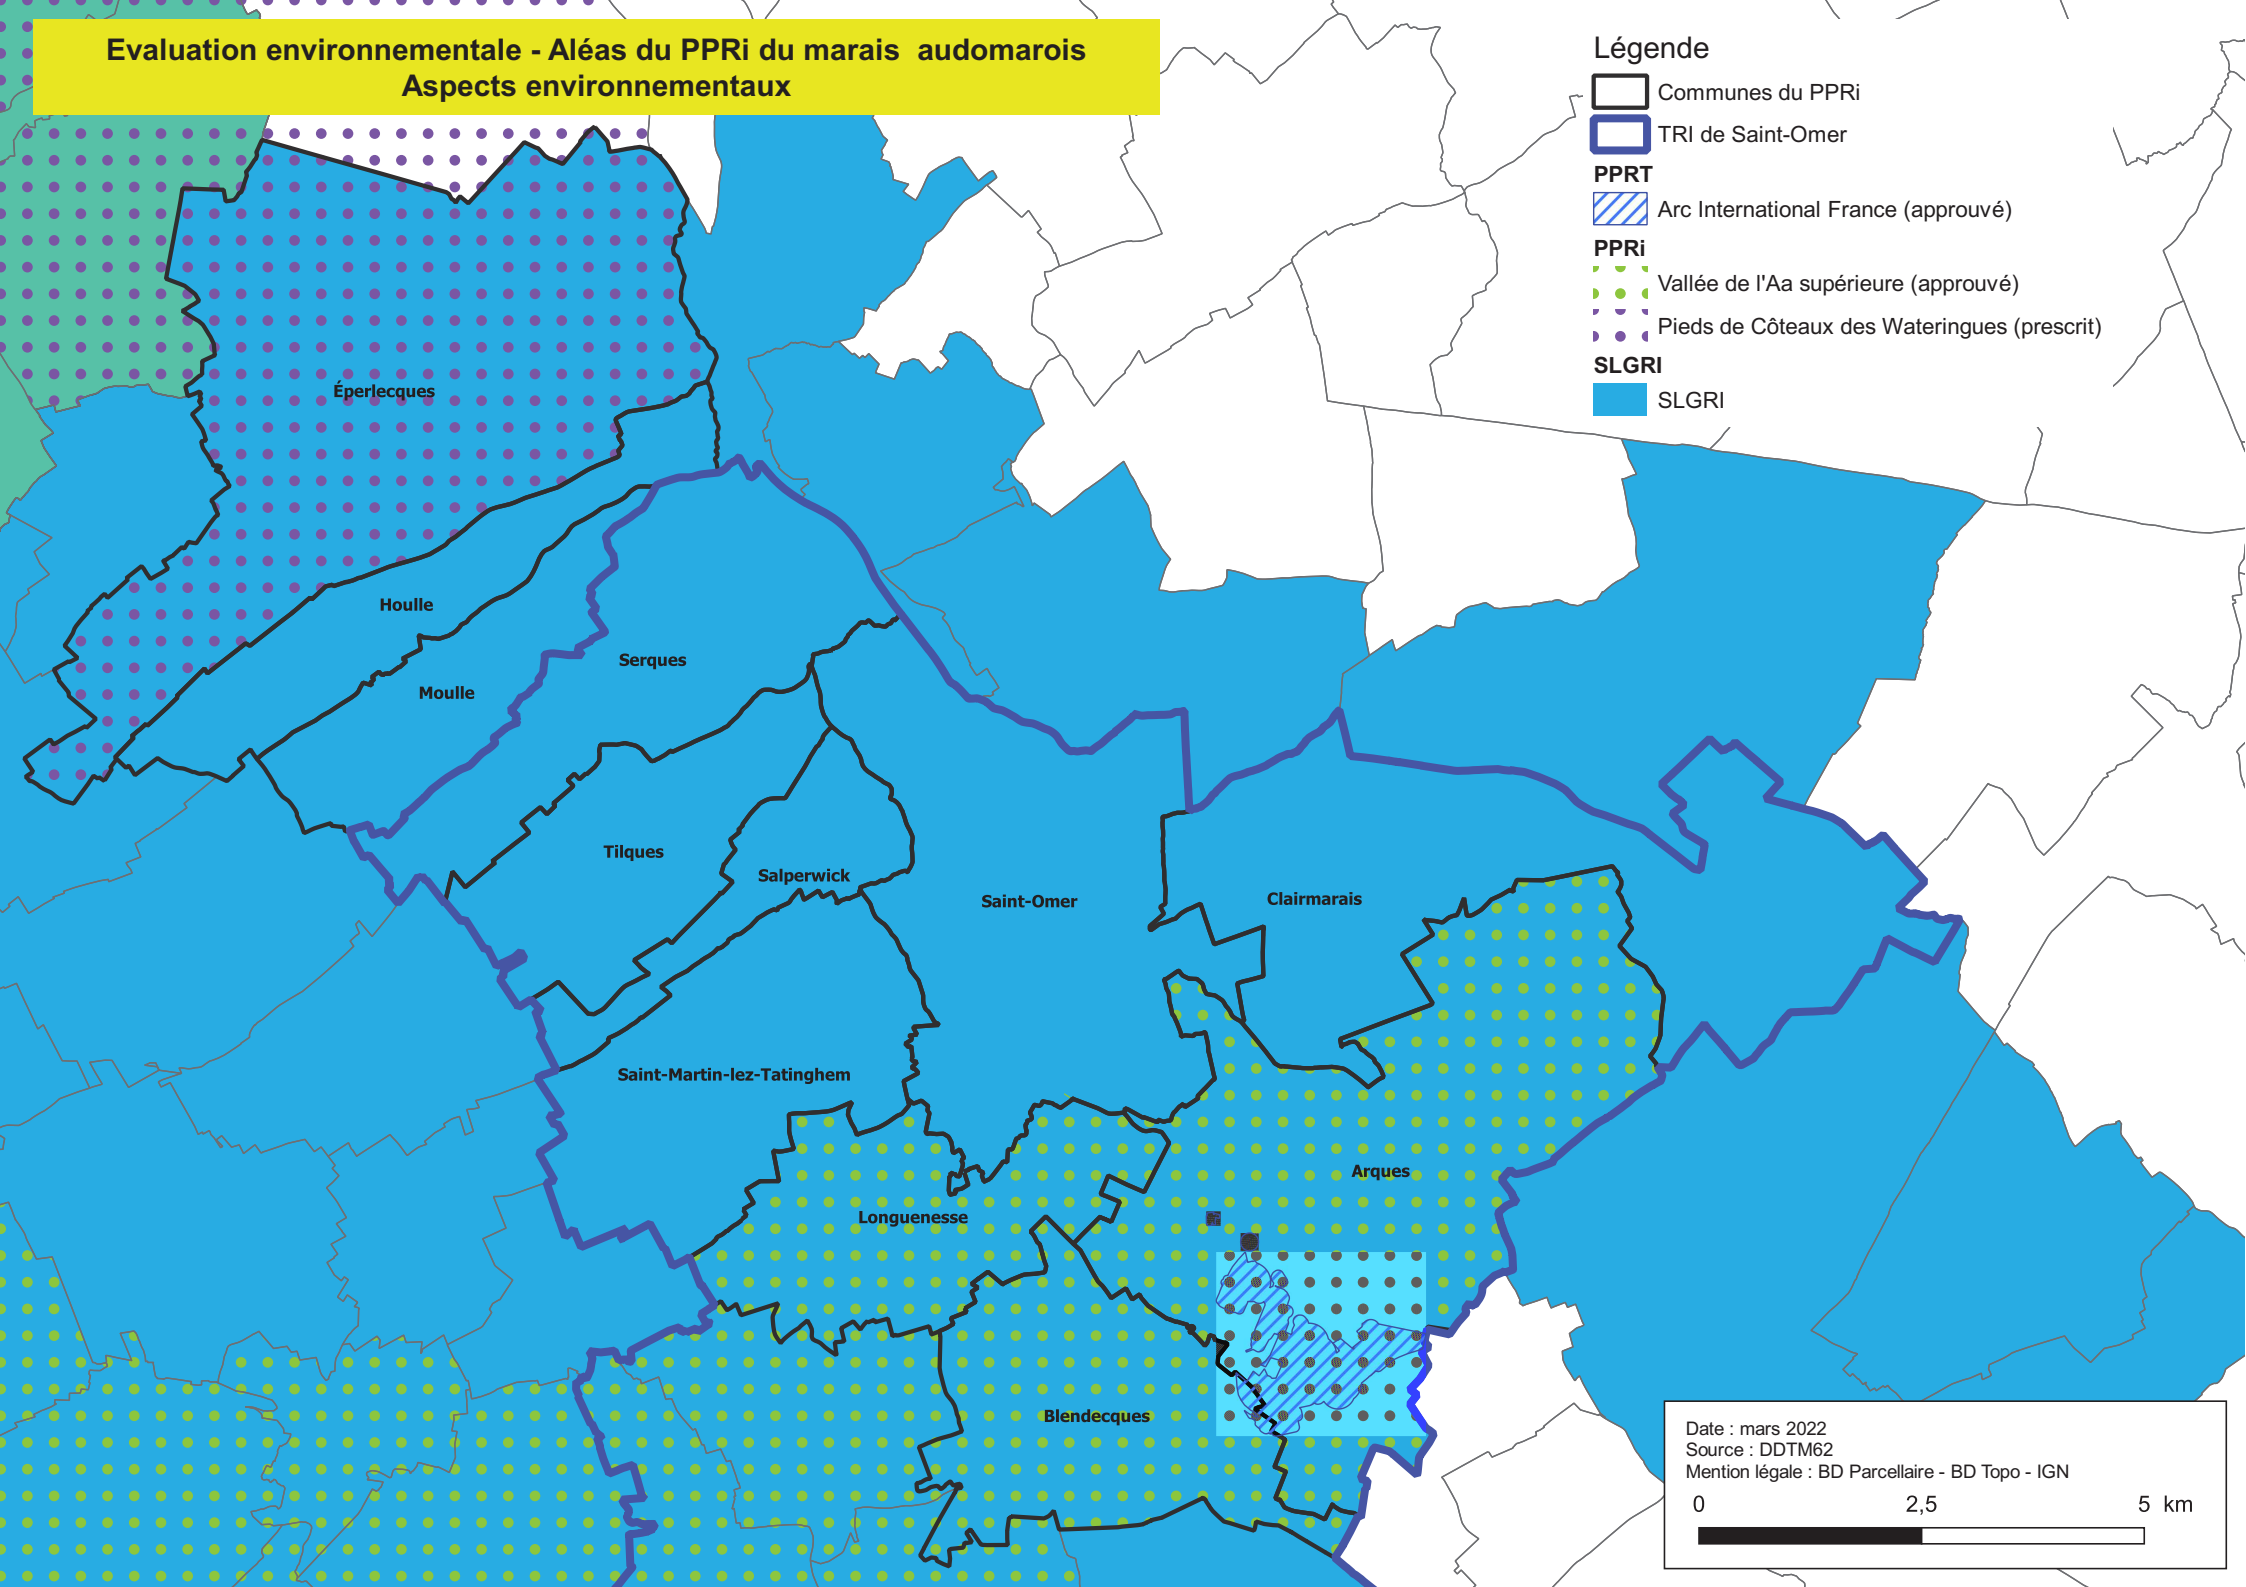 Evaluation environnementale - Aléas du PPRi du marais audomarois
Aspects environnementaux
Légende
Communes du PPRi
TRI de Saint-Omer
PPRT
Arc International France (approuvé)
PPRi
Vallée de l'Aa supérieure (approuvé)
Pieds de Côteaux des Wateringues (prescrit)
SLGRI
SLGRI
Éperlecques
Houlle
Serques
Moulle
Tilques
Salperwick
Saint-Omer
Clairmarais
Saint-Martin-lez-Tatinghem
Arques
Longuenesse
Blendecques
Date : mars 2022
Source : DDTM62
Mention légale : BD Parcellaire - BD Topo - IGN
0 2,5 5 km